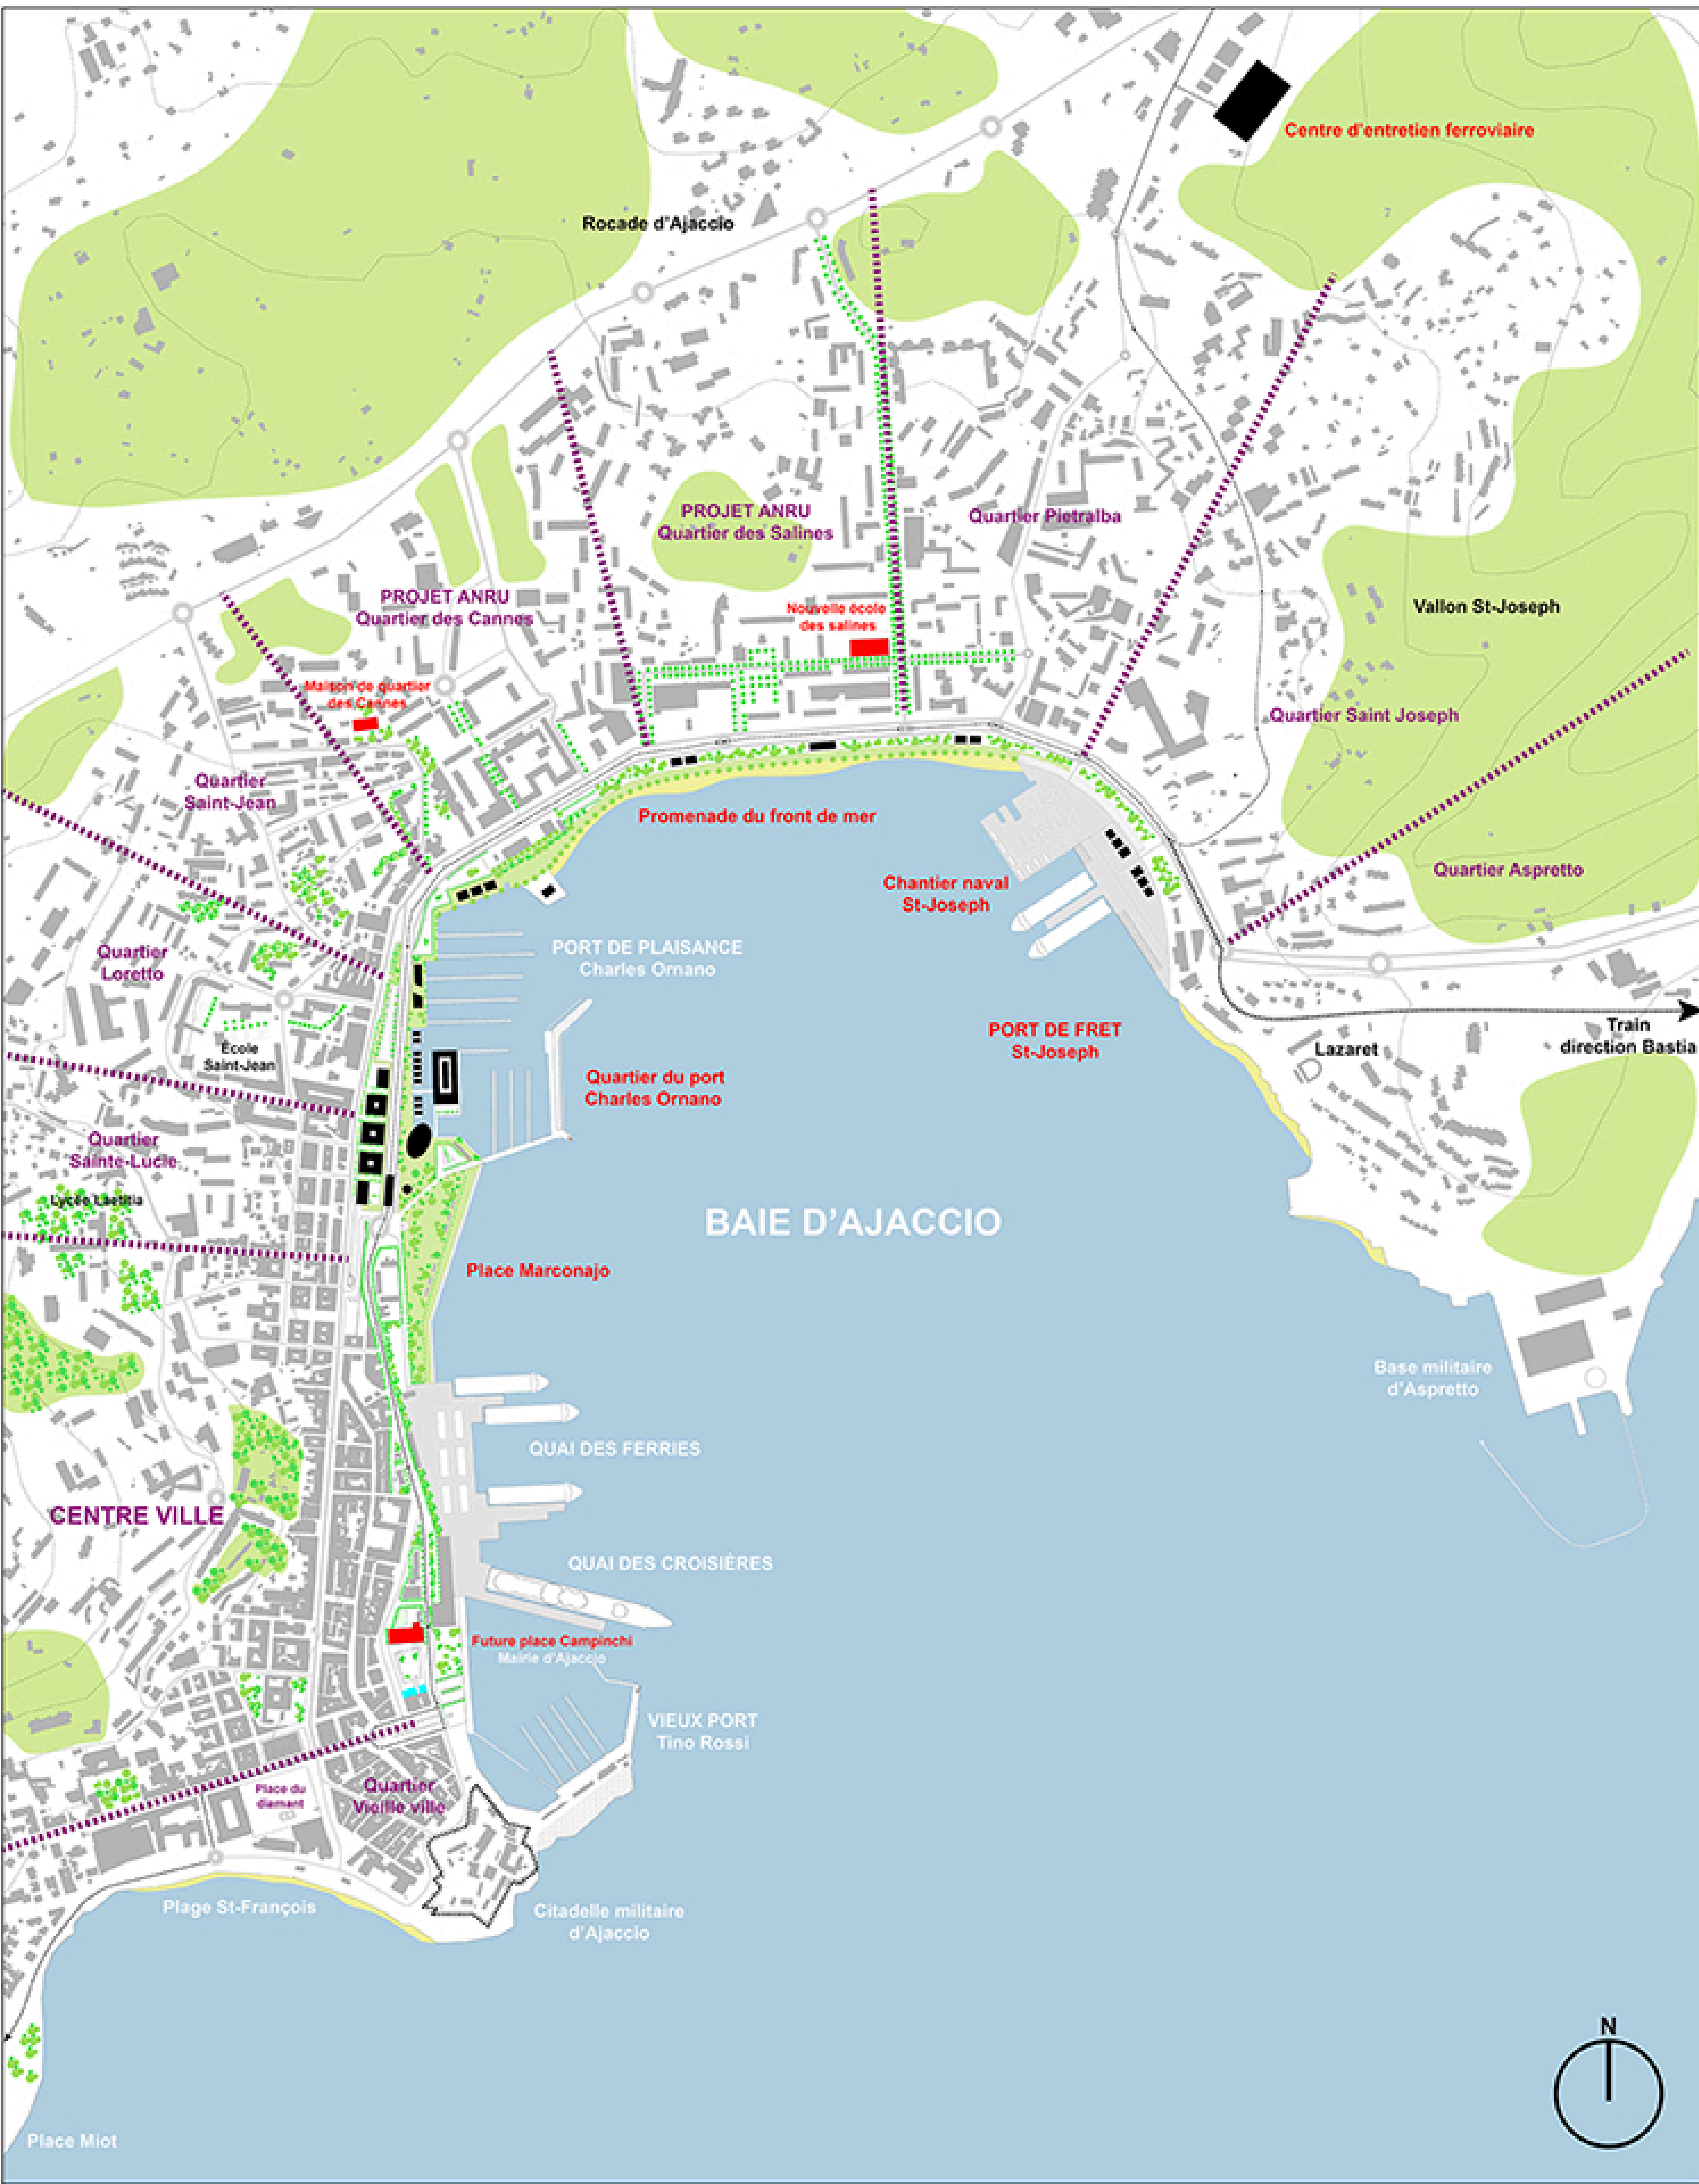 Centre d'entretien ferroviaire
Rocade d'Ajaccio
PROJET ANRU
Quartier des Salines
Quartier Pietralba
PROJET ANRU
Quartier des Cannes
Nouvelle école
des salines
Vallon St-Joseph
Maison de quartier
des Cannes
Quartier Saint Joseph
Quartier
Saint-Jean
Promenade du front de mer
Quartier Aspretto
Chantier naval
St-Joseph
Quartier
Loretto
PORT DE PLAISANCE
Charles Ornano
PORT DE FRET
St-Joseph
Train
direction Bastia
Lazaret
École
Saint-Jean
Quartier du port
Charles Ornano
Quartier
Sainte-Lucie
Lycée Laetitia
BAIE D'AJACCIO
Place Marconajo
Base militaire
d'Aspretto
QUAI DES FERRIES
CENTRE VILLE
QUAI DES CROISIÈRES
Future place Campinchi
Mairie d'Ajaccio
VIEUX PORT
Tino Rossi
Place du
diamant
Quartier
Vieille ville
Plage St-François
Citadelle militaire
d'Ajaccio
N
Place Miot